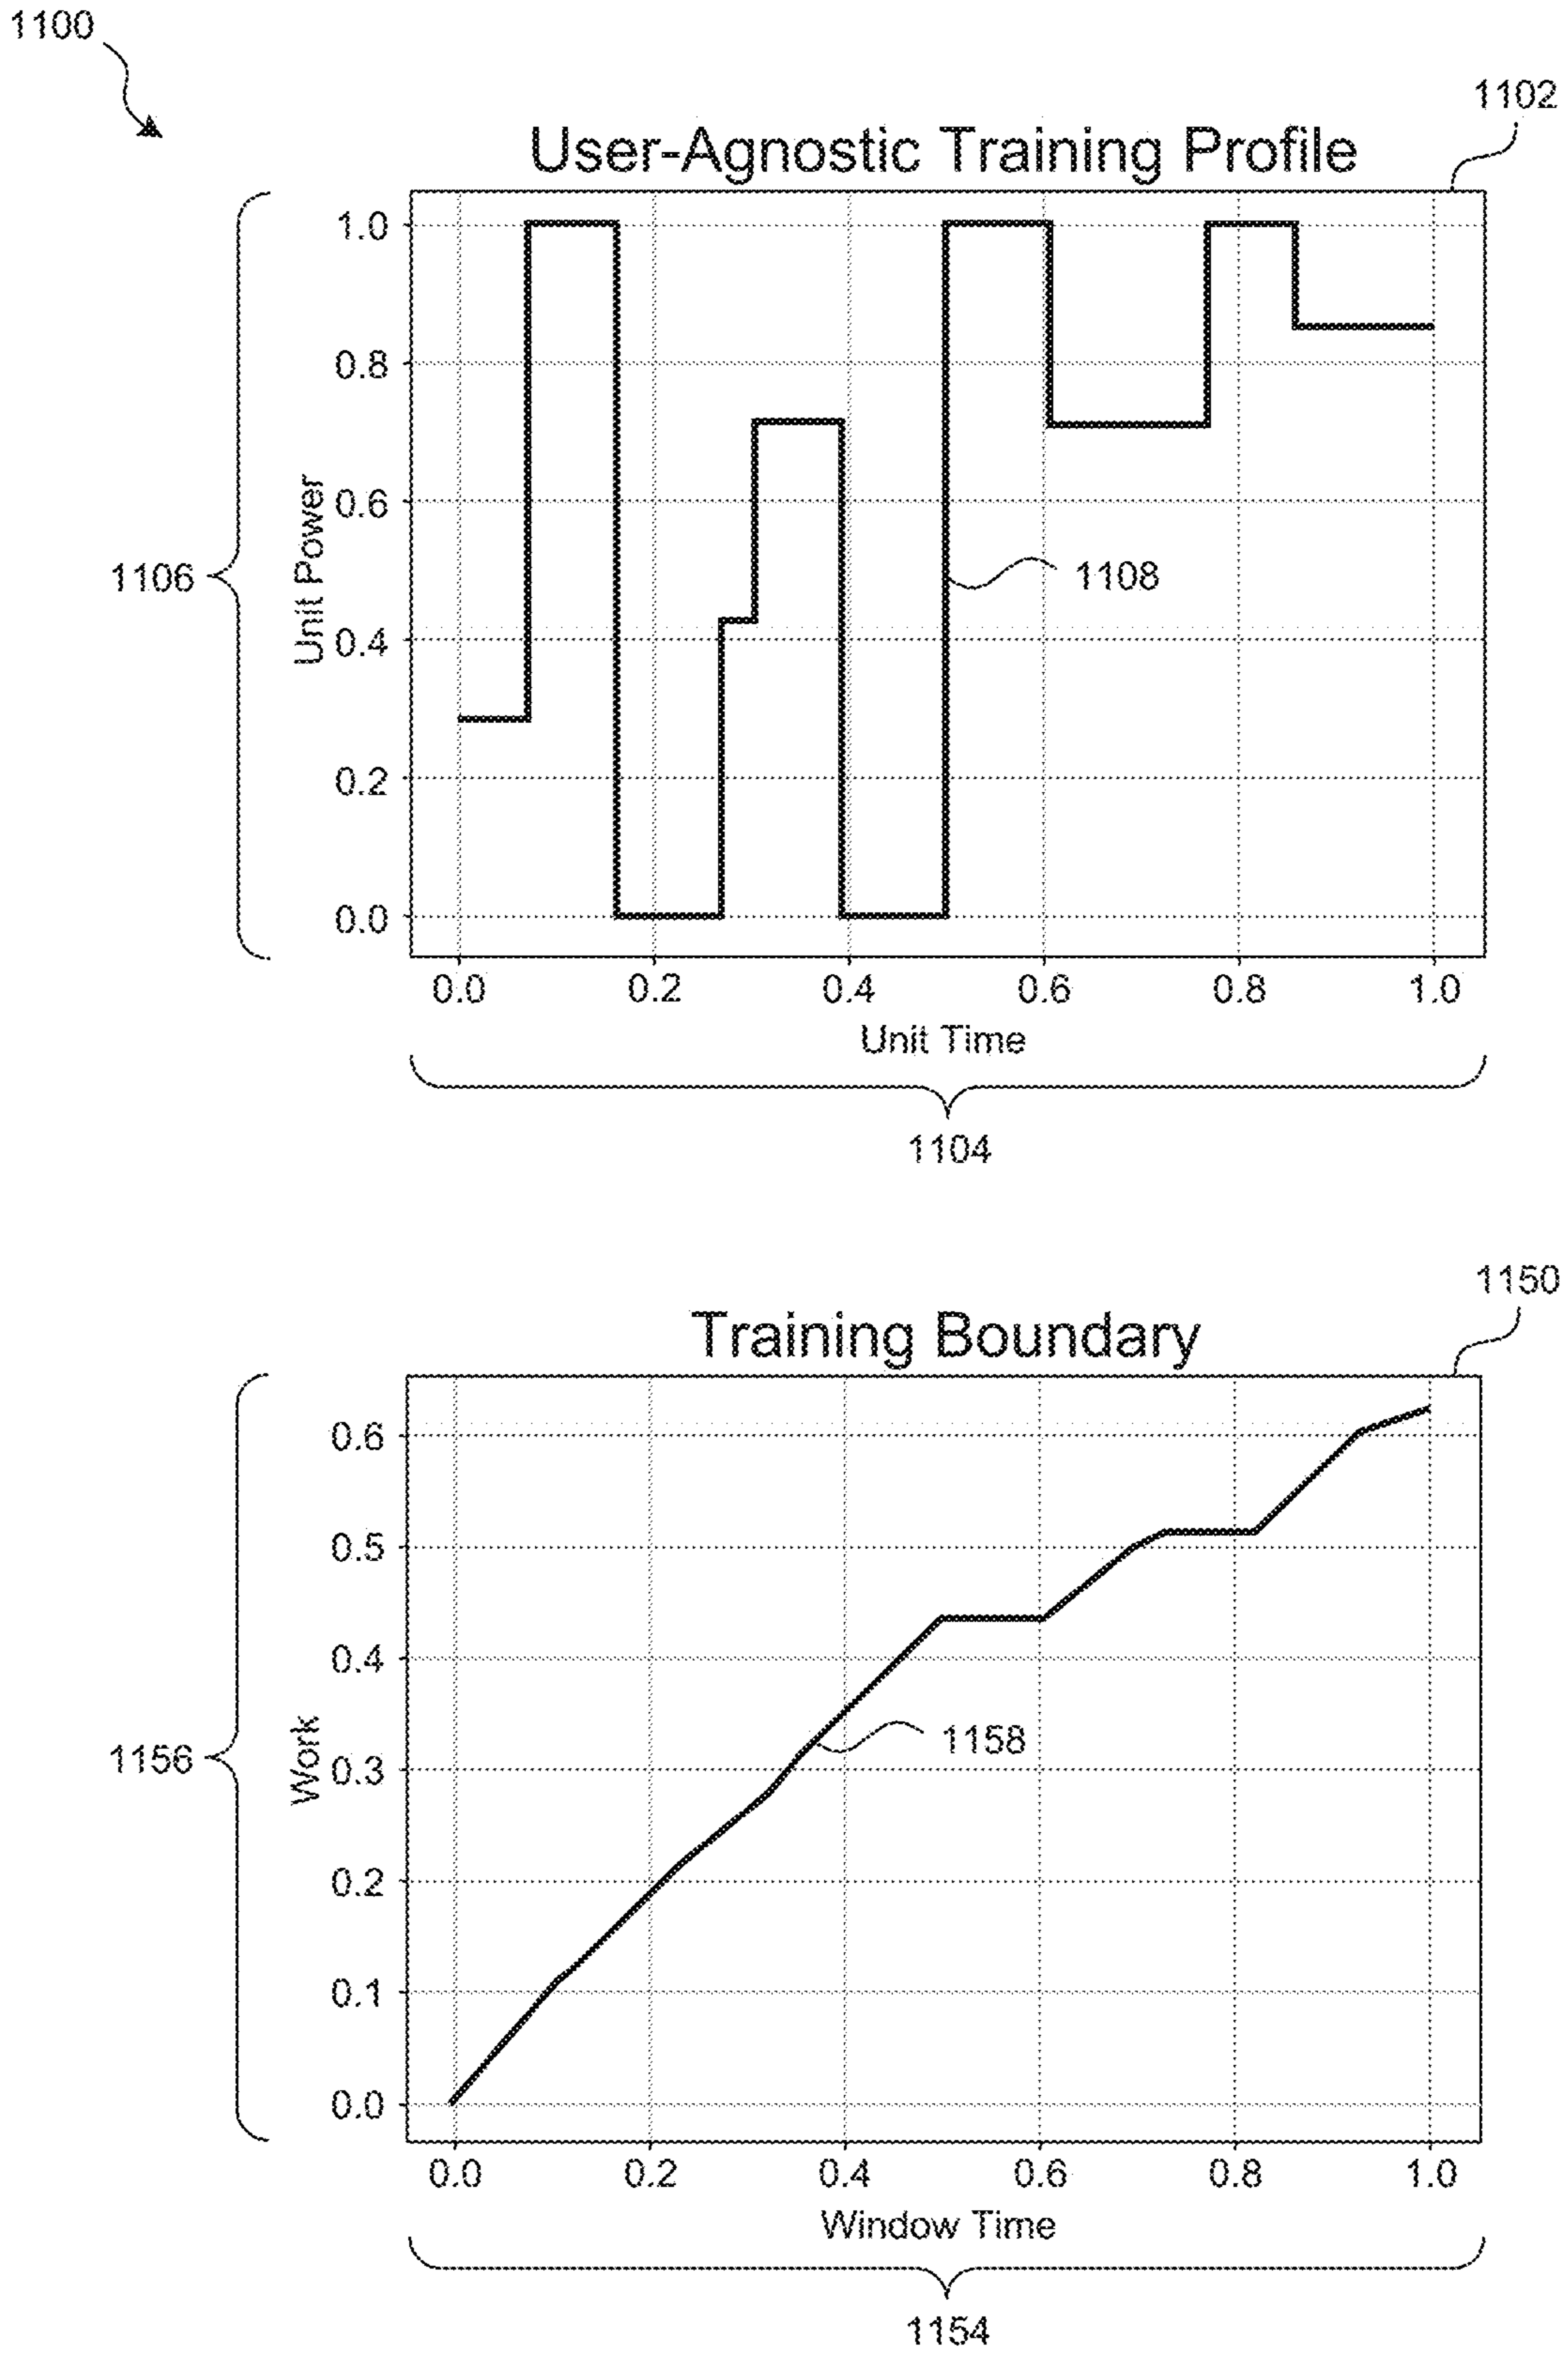 1100
1102
User-Agnostic Training Profile
1.0
0.8
0.6
0.4
0.2
0.0
Unit Power
1106
1108
0.0 0.2 0.4 0.6 0.8 1.0
Unit Time
1104
1150
Training Boundary
0.6
0.5
0.4
0.3
0.2
0.1
0.0
Work
1156
1158
0.0 0.2 0.4 0.6 0.8 1.0
Window Time
1154